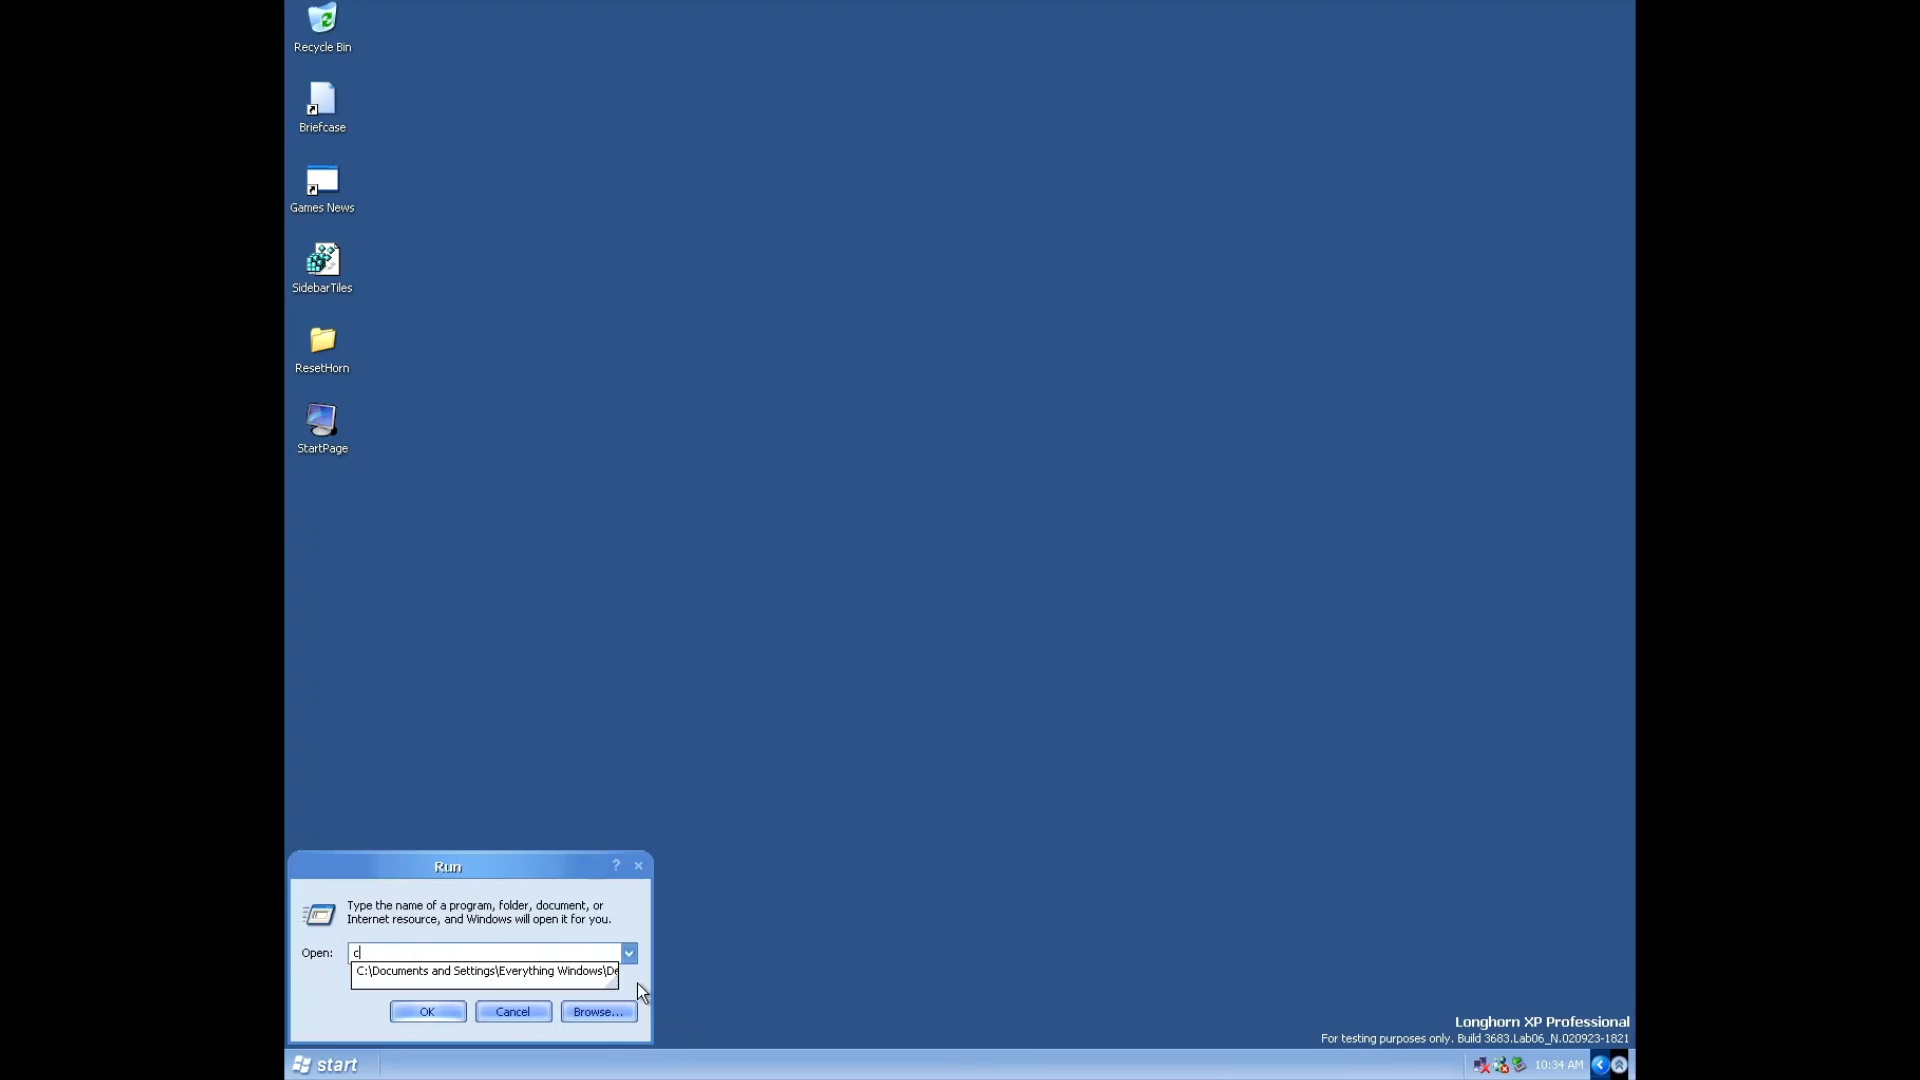 Recycle Bin
Briefcase
Games News
SidebarTiles
ResetHorn
StartPage
Run
Type the name of a program, folder, document, or
Internet resource, and Windows will open it for you.
Open:
c
C:\Documents and Settings\Everything Windows\De
OK
Cancel
Browse...
Longhorn XP Professional
For testing purposes only. Build 3683.Lab06_N.020923-1821
start
10:34 AM